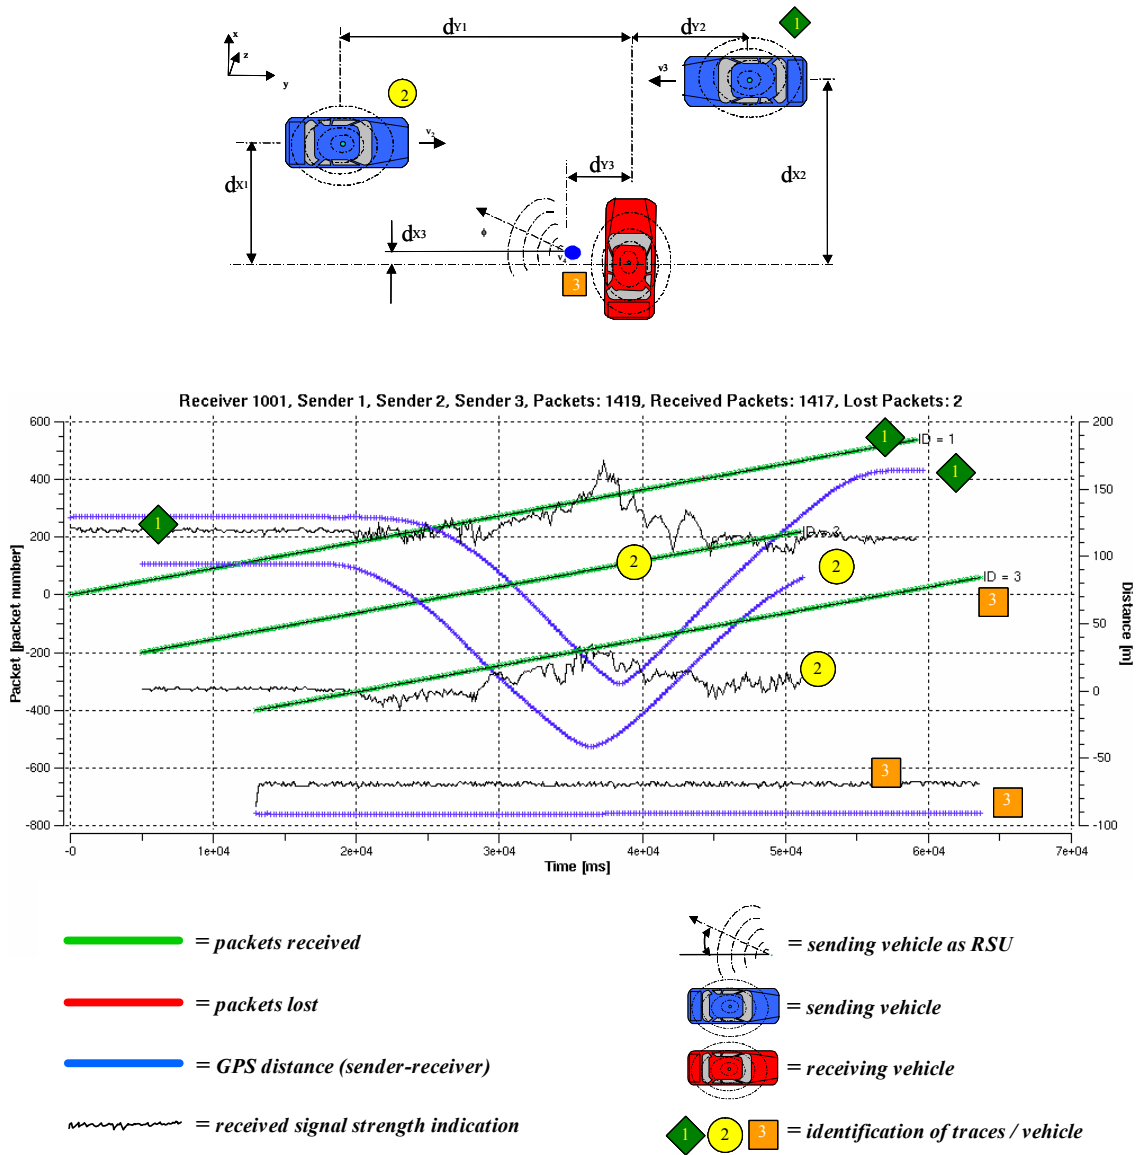 dY1
dY2
1
x
z
y
v3
2
v2
dY3
dX1
dX2
dX3
ϕ
3
Receiver 1001, Sender 1, Sender 2, Sender 3, Packets: 1419, Received Packets: 1417, Lost Packets: 2
600
400
200
0
-200
-400
-600
-800
Packet [packet number]
200
150
100
50
0
-50
-100
Distance [m]
1
ID = 1
1
1
2
2
ID = 3
3
2
3
3
-0
1e+04
2e+04
3e+04
4e+04
5e+04
6e+04
7e+04
Time [ms]
= packets received
= sending vehicle as RSU
= packets lost
= sending vehicle
= GPS distance (sender-receiver)
= receiving vehicle
= received signal strength indication
1 2 3 = identification of traces / vehicle